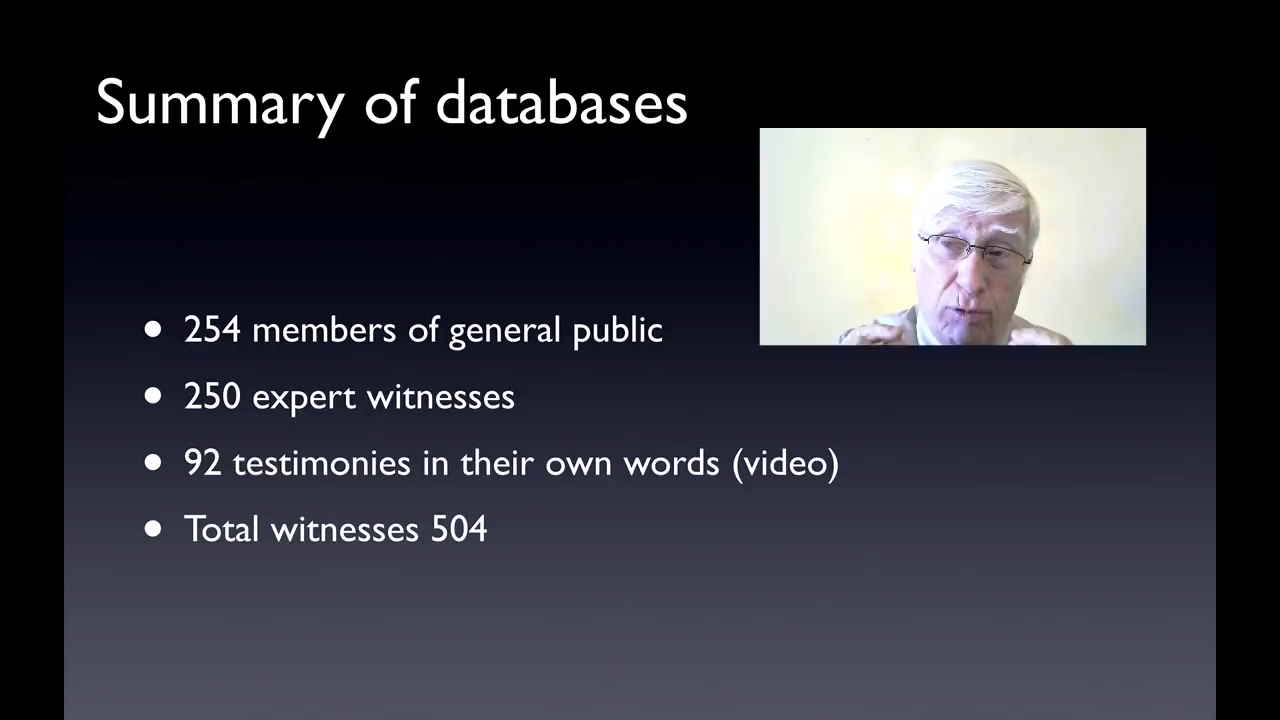 Summary of databases
• 254 members of general public
• 250 expert witnesses
• 92 testimonies in their own words (video)
• Total witnesses 504